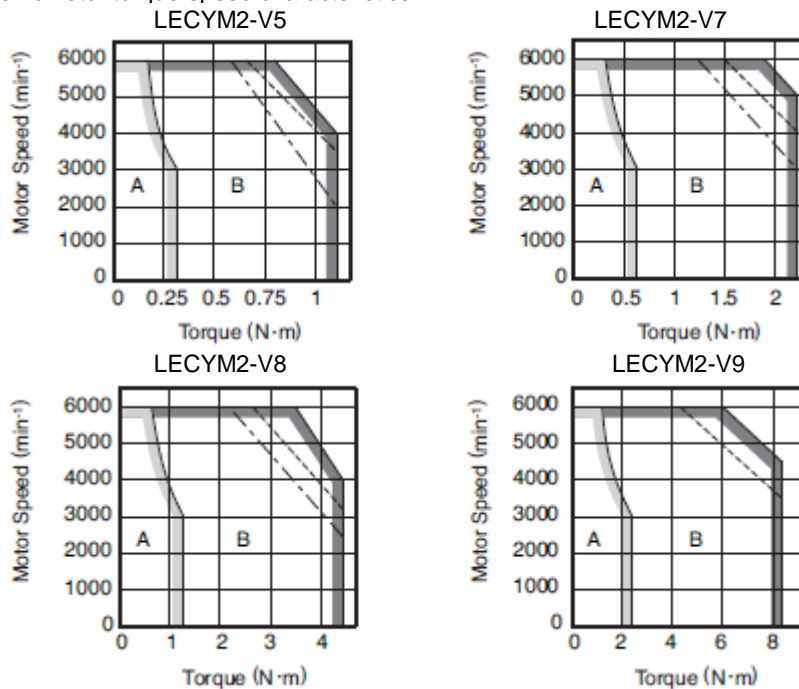 LECYM2-V5
LECYM2-V7
Motor Speed (min-1)
6000
5000
4000
3000
2000
1000
0
A
B
0 0.25 0.5 0.75 1
Torque (N·m)
Motor Speed (min-1)
6000
5000
4000
3000
2000
1000
0
A
B
0 0.5 1 1.5 2
Torque (N·m)
LECYM2-V8
LECYM2-V9
Motor Speed (min-1)
6000
5000
4000
3000
2000
1000
0
A
B
0 1 2 3 4
Torque (N·m)
Motor Speed (min-1)
6000
5000
4000
3000
2000
1000
0
A
B
0 2 4 6 8
Torque (N·m)